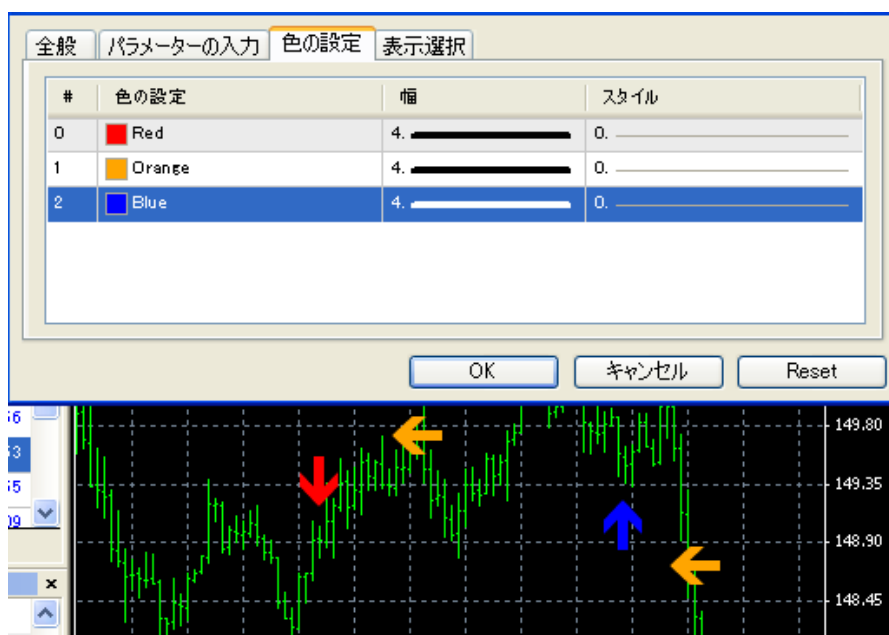 全般 パラメーターの入力 色の設定 表示選択
# 色の設定 幅 スタイル
0 Red 4. 0.
1 Orange 4. 0.
2 Blue 4. 0.
OK キャンセル Reset
149.80
149.35
148.90
148.45